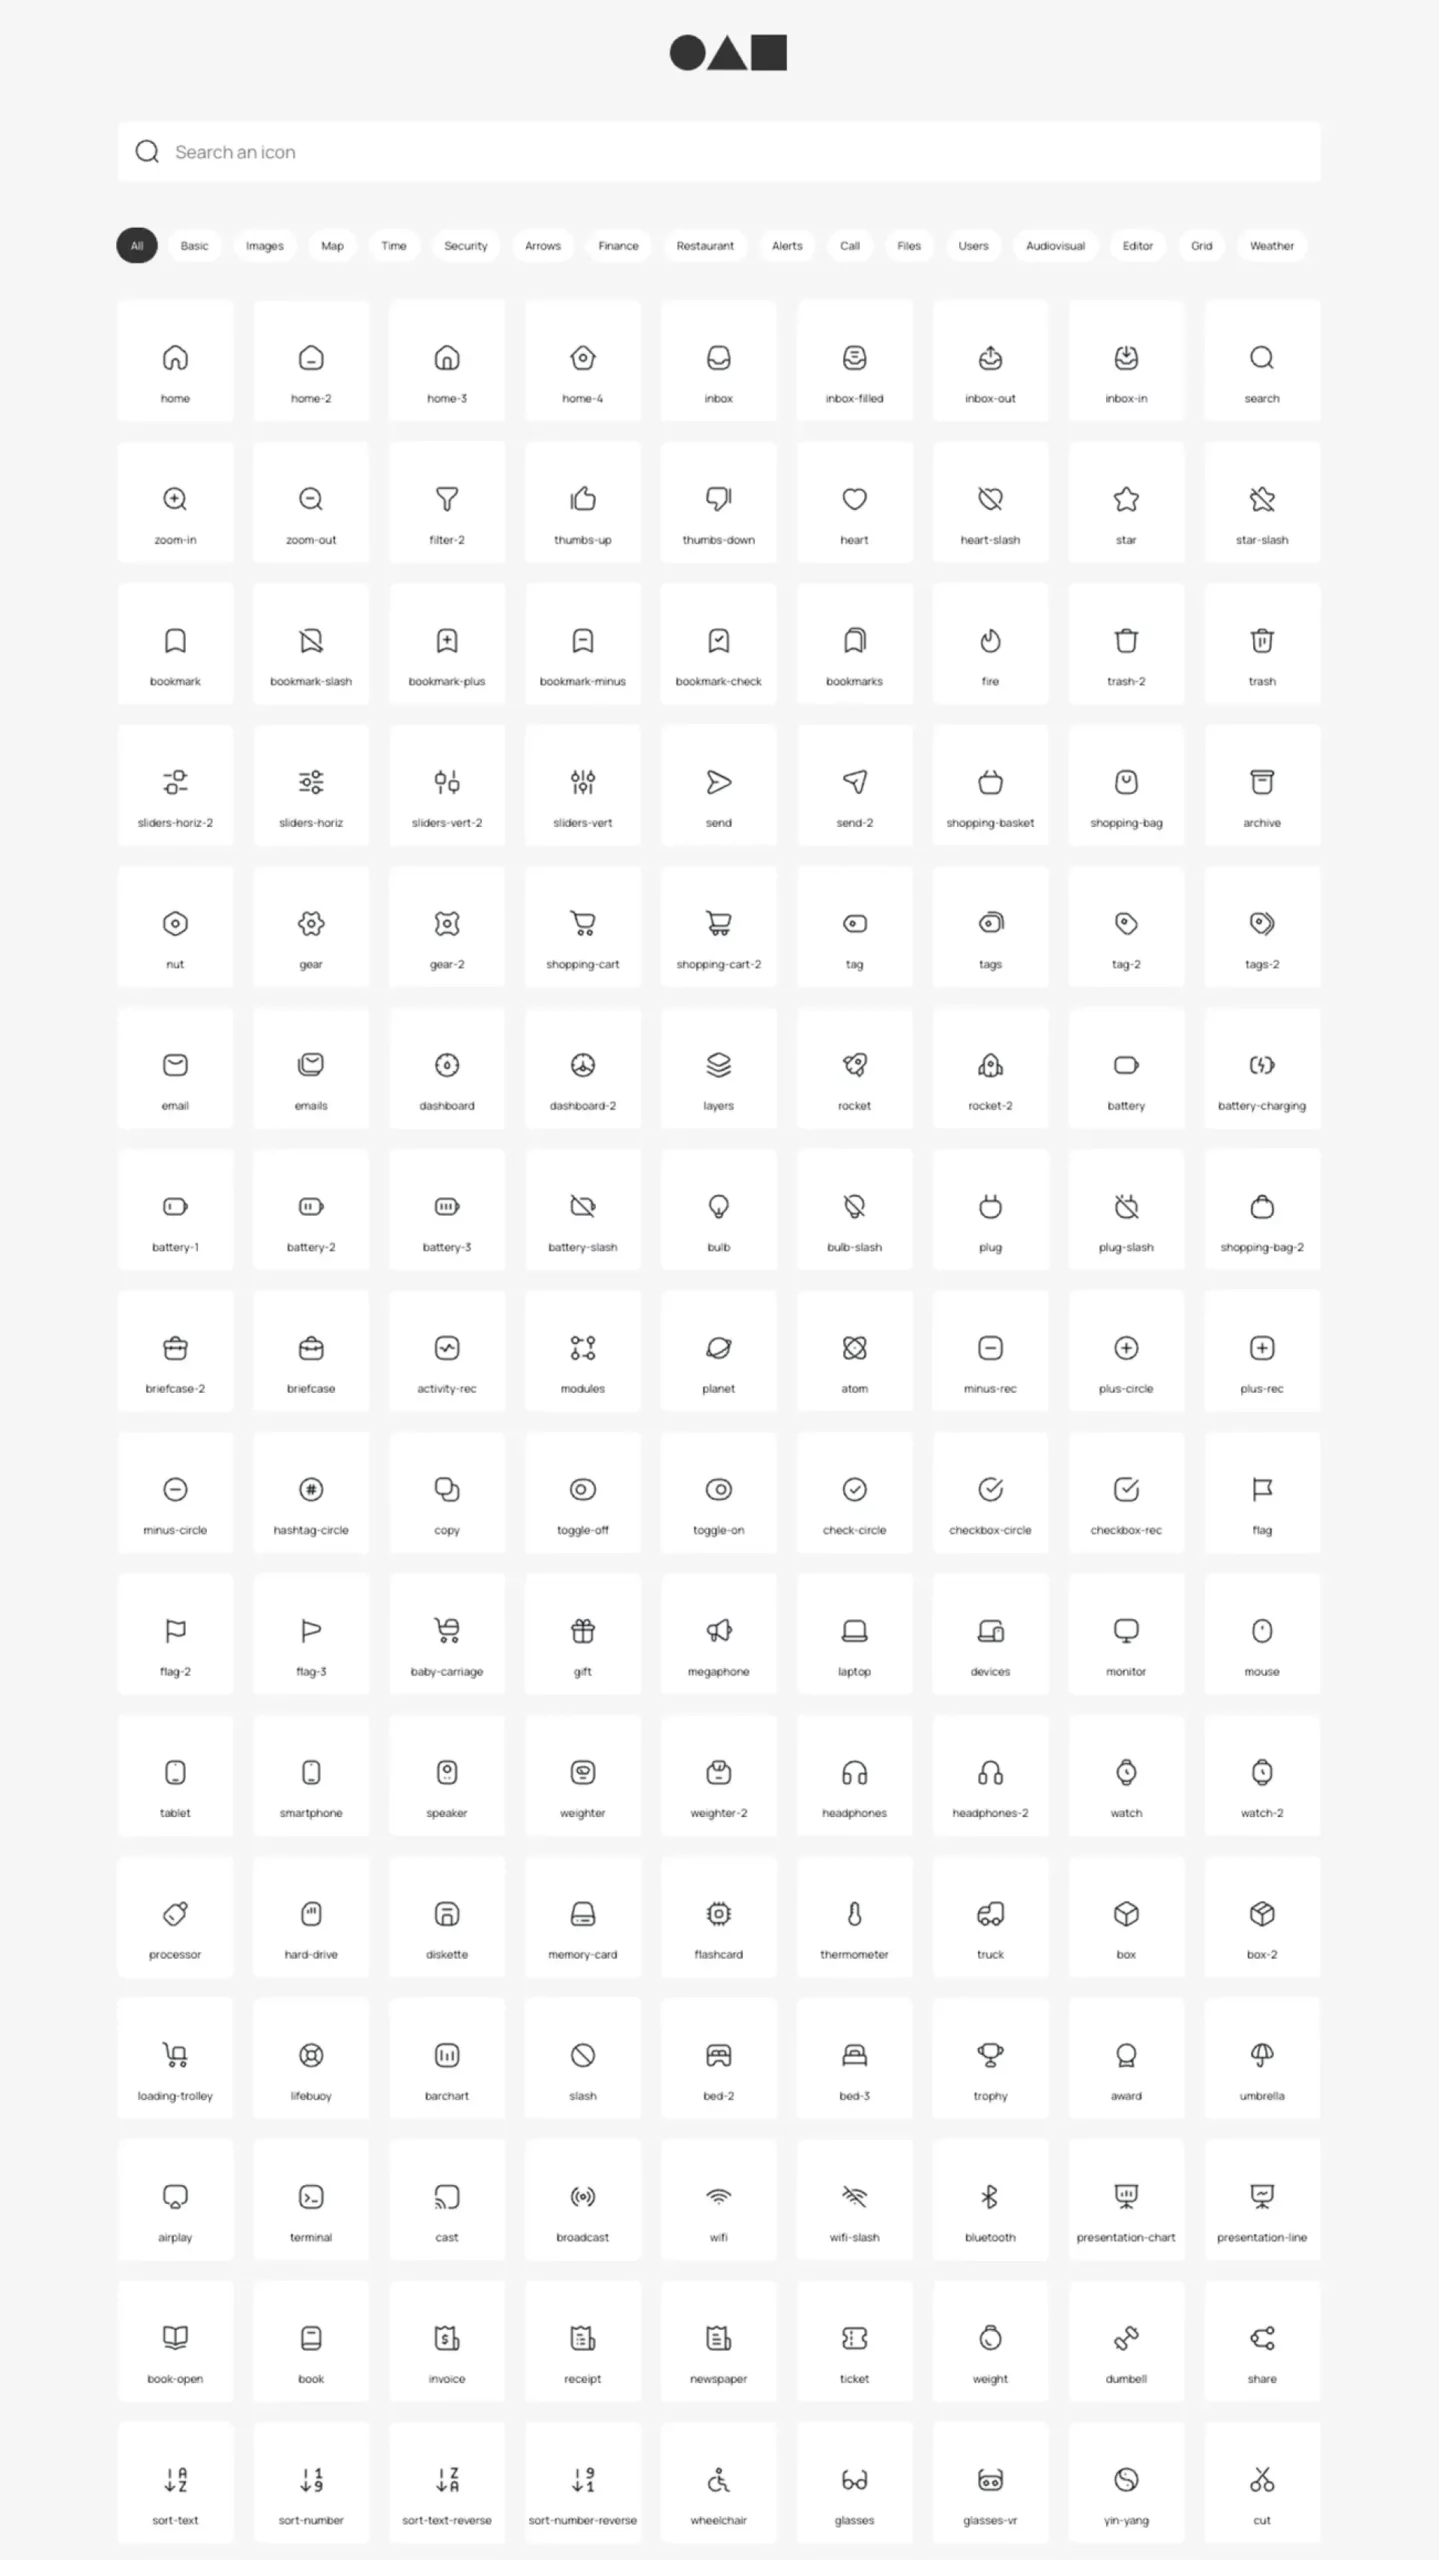 Search an icon
All Basic Images Map Time Security Arrows Finance Restaurant Alerts Call Files Users Audiovisual Editor Grid Weather
home home-2 home-3 home-4 inbox inbox-filled inbox-out inbox-in search
zoom-in zoom-out filter-2 thumbs-up thumbs-down heart heart-slash star star-slash
bookmark bookmark-slash bookmark-plus bookmark-minus bookmark-check bookmarks fire trash-2 trash
sliders-horiz-2 sliders-horiz sliders-vert-2 sliders-vert send send-2 shopping-basket shopping-bag archive
nut gear gear-2 shopping-cart shopping-cart-2 tag tags tag-2 tags-2
email emails dashboard dashboard-2 layers rocket rocket-2 battery battery-charging
battery-1 battery-2 battery-3 battery-slash bulb bulb-slash plug plug-slash shopping-bag-2
briefcase-2 briefcase activity-rec modules planet atom minus-rec plus-circle plus-rec
minus-circle hashtag-circle copy toggle-off toggle-on check-circle checkbox-circle checkbox-rec flag
flag-2 flag-3 baby-carriage gift megaphone laptop devices monitor mouse
tablet smartphone speaker weighter weighter-2 headphones headphones-2 watch watch-2
processor hard-drive diskette memory-card flashcard thermometer truck box box-2
loading-trolley lifebuoy barchart slash bed-2 bed-3 trophy award umbrella
airplay terminal cast broadcast wifi wifi-slash bluetooth presentation-chart presentation-line
book-open book invoice receipt newspaper ticket weight dumbell share
sort-text sort-number sort-text-reverse sort-number-reverse wheelchair glasses glasses-vr yin-yang cut